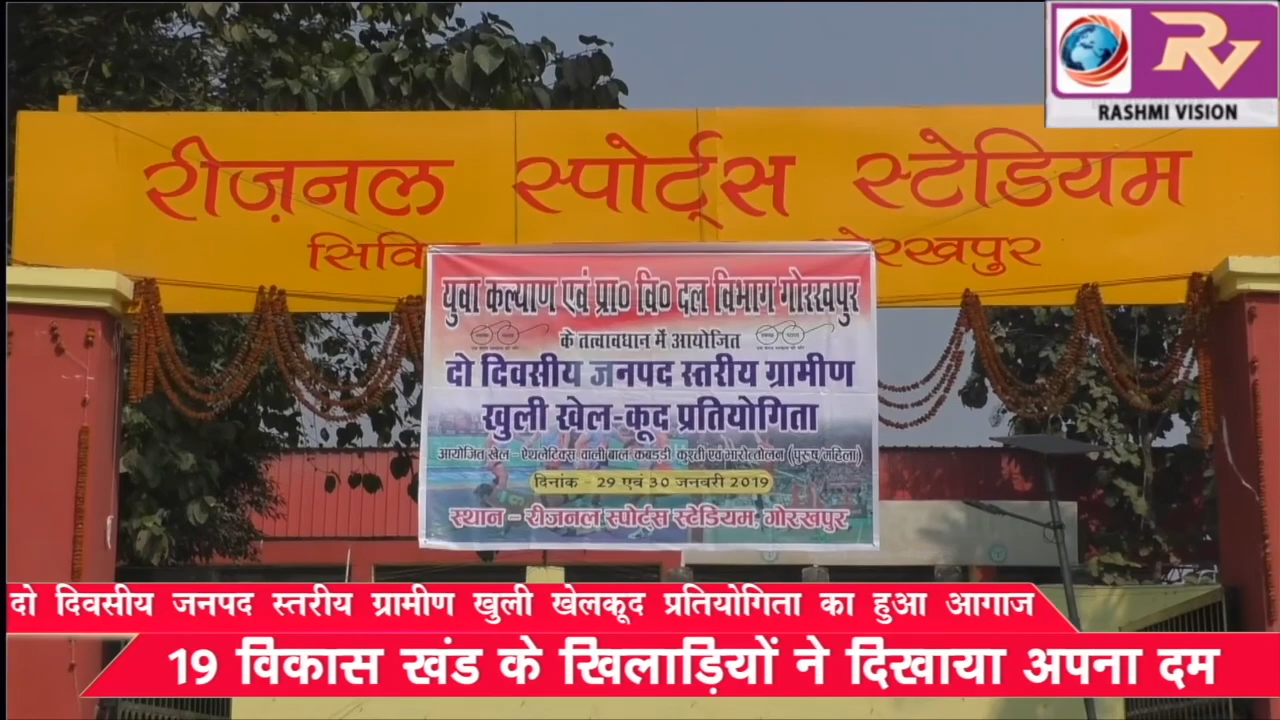 RV
RASHMI VISION
रीज़नल स्पोर्ट्स स्टेडियम
गोरखपुर
युवा कल्याण एवं प्रा० वि० दल विभाग गोरखपुर
के तत्वावधान में आयोजित
दो दिवसीय जनपद स्तरीय ग्रामीण
खुली खेल-कूद प्रतियोगिता
आयोजित खेल - ऐथलेटिक्स वाली बाल कबड्डी कुश्ती एवं भारोत्तोलन (पुरूष/महिला)
दिनांक - 29 एवं 30 जनवरी 2019
स्थान - रीजनल स्पोर्ट्स स्टेडियम, गोरखपुर
दो दिवसीय जनपद स्तरीय ग्रामीण खुली खेलकूद प्रतियोगिता का हुआ आगाज
19 विकास खंड के खिलाड़ियों ने दिखाया अपना दम